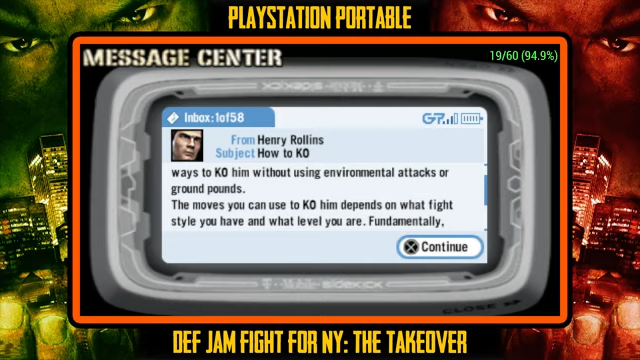 PLAYSTATION PORTABLE
MESSAGE CENTER
19/60 (94.9%)
Inbox:1of58
From Henry Rollins
Subject How to KO
ways to KO him without using environmental attacks or
ground pounds.
The moves you can use to KO him depends on what fight
style you have and what level you are. Fundamentally,
Continue
SIDEKICK
CLOSE
DEF JAM FIGHT FOR NY: THE TAKEOVER